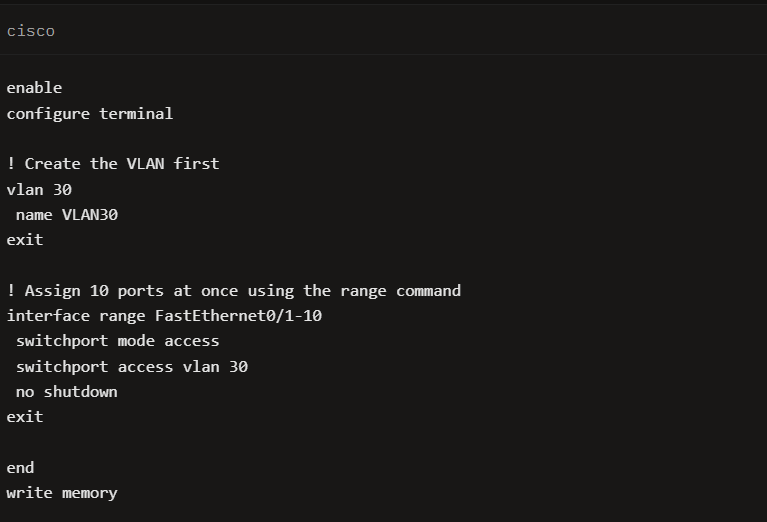 cisco
enable
configure terminal
! Create the VLAN first
vlan 30
name VLAN30
exit
! Assign 10 ports at once using the range command
interface range FastEthernet0/1-10
switchport mode access
switchport access vlan 30
no shutdown
exit
end
write memory